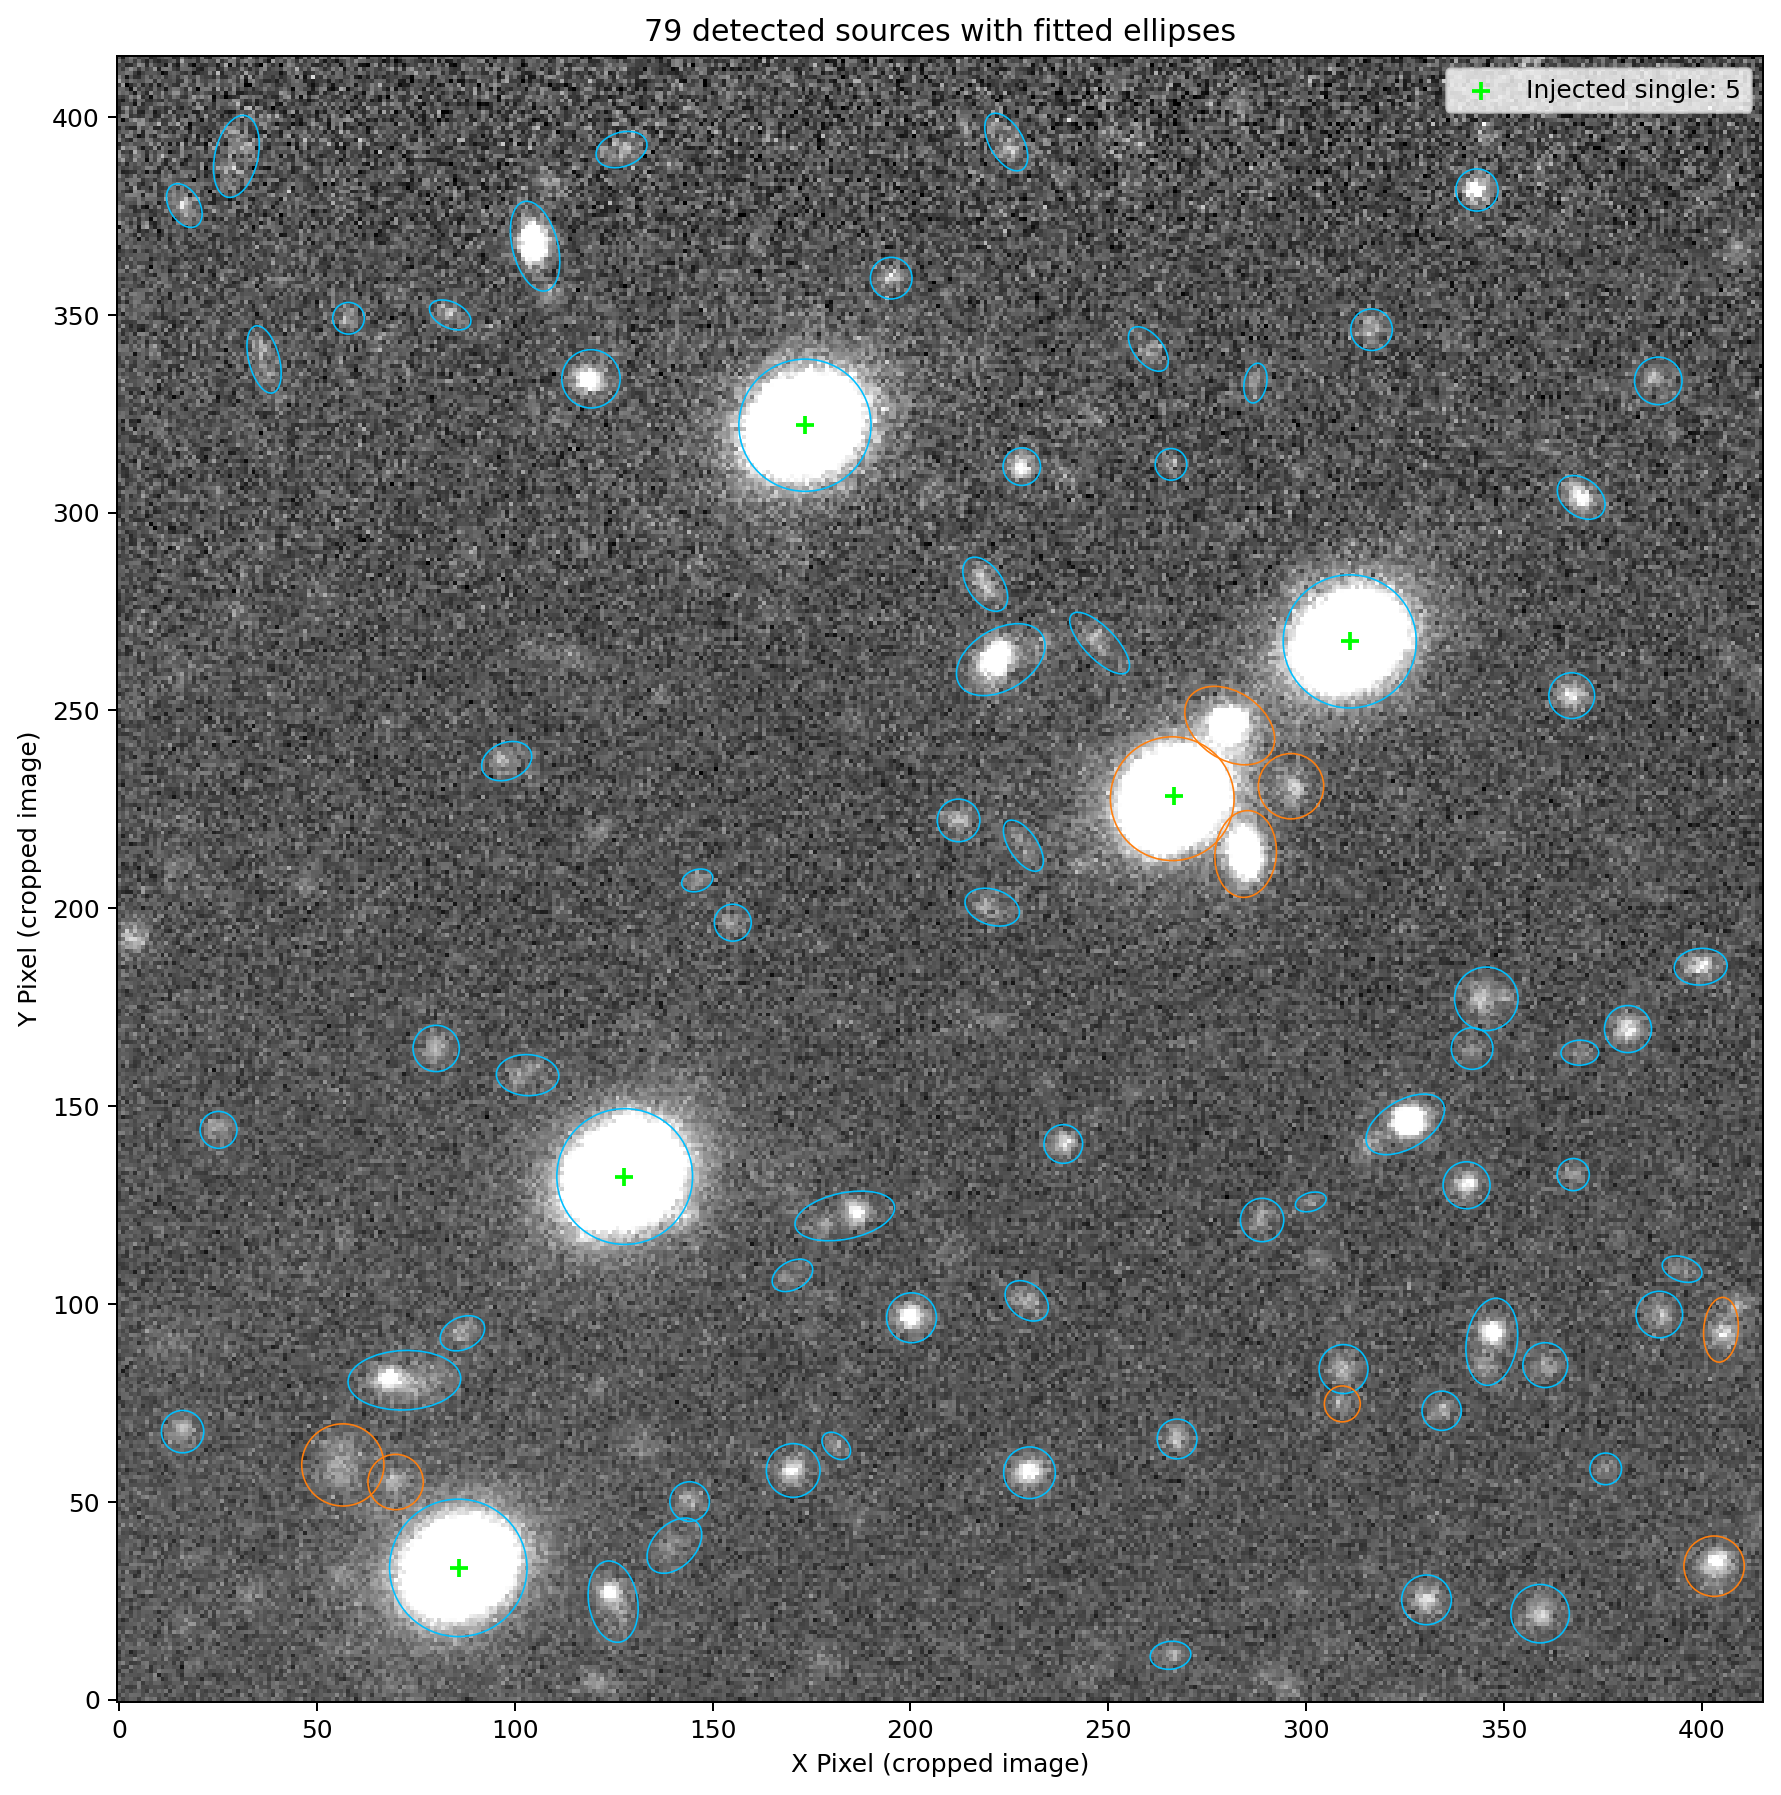 79 detected sources with fitted ellipses
Injected single: 5
400
350
300
250
200
150
100
50
0
Y Pixel (cropped image)
0 50 100 150 200 250 300 350 400
X Pixel (cropped image)